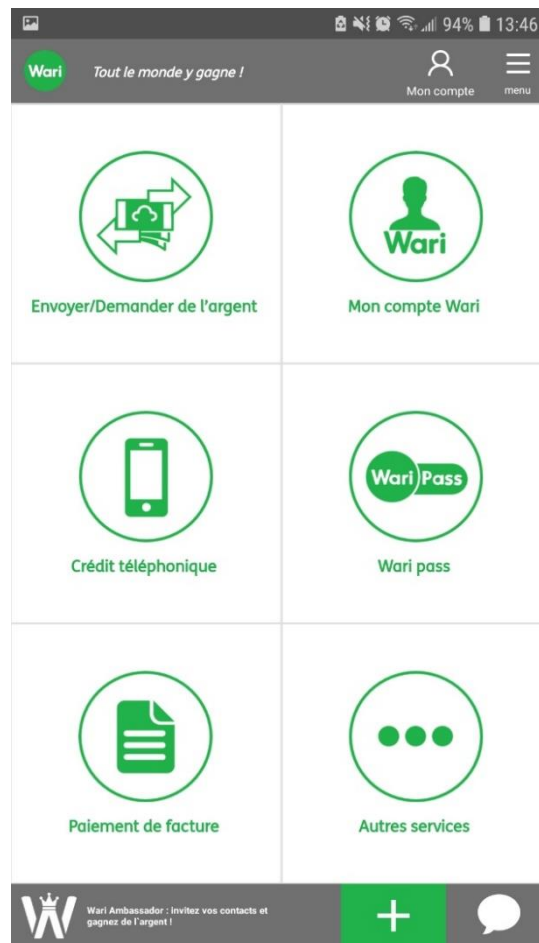 94% 13:46
Wari Tout le monde y gagne !
Mon compte menu
Wari
Envoyer/Demander de l'argent Mon compte Wari
Wari Pass
Crédit téléphonique Wari pass
Paiement de facture Autres services
W Wari Ambassador : invitez vos contacts et
gagnez de l'argent !